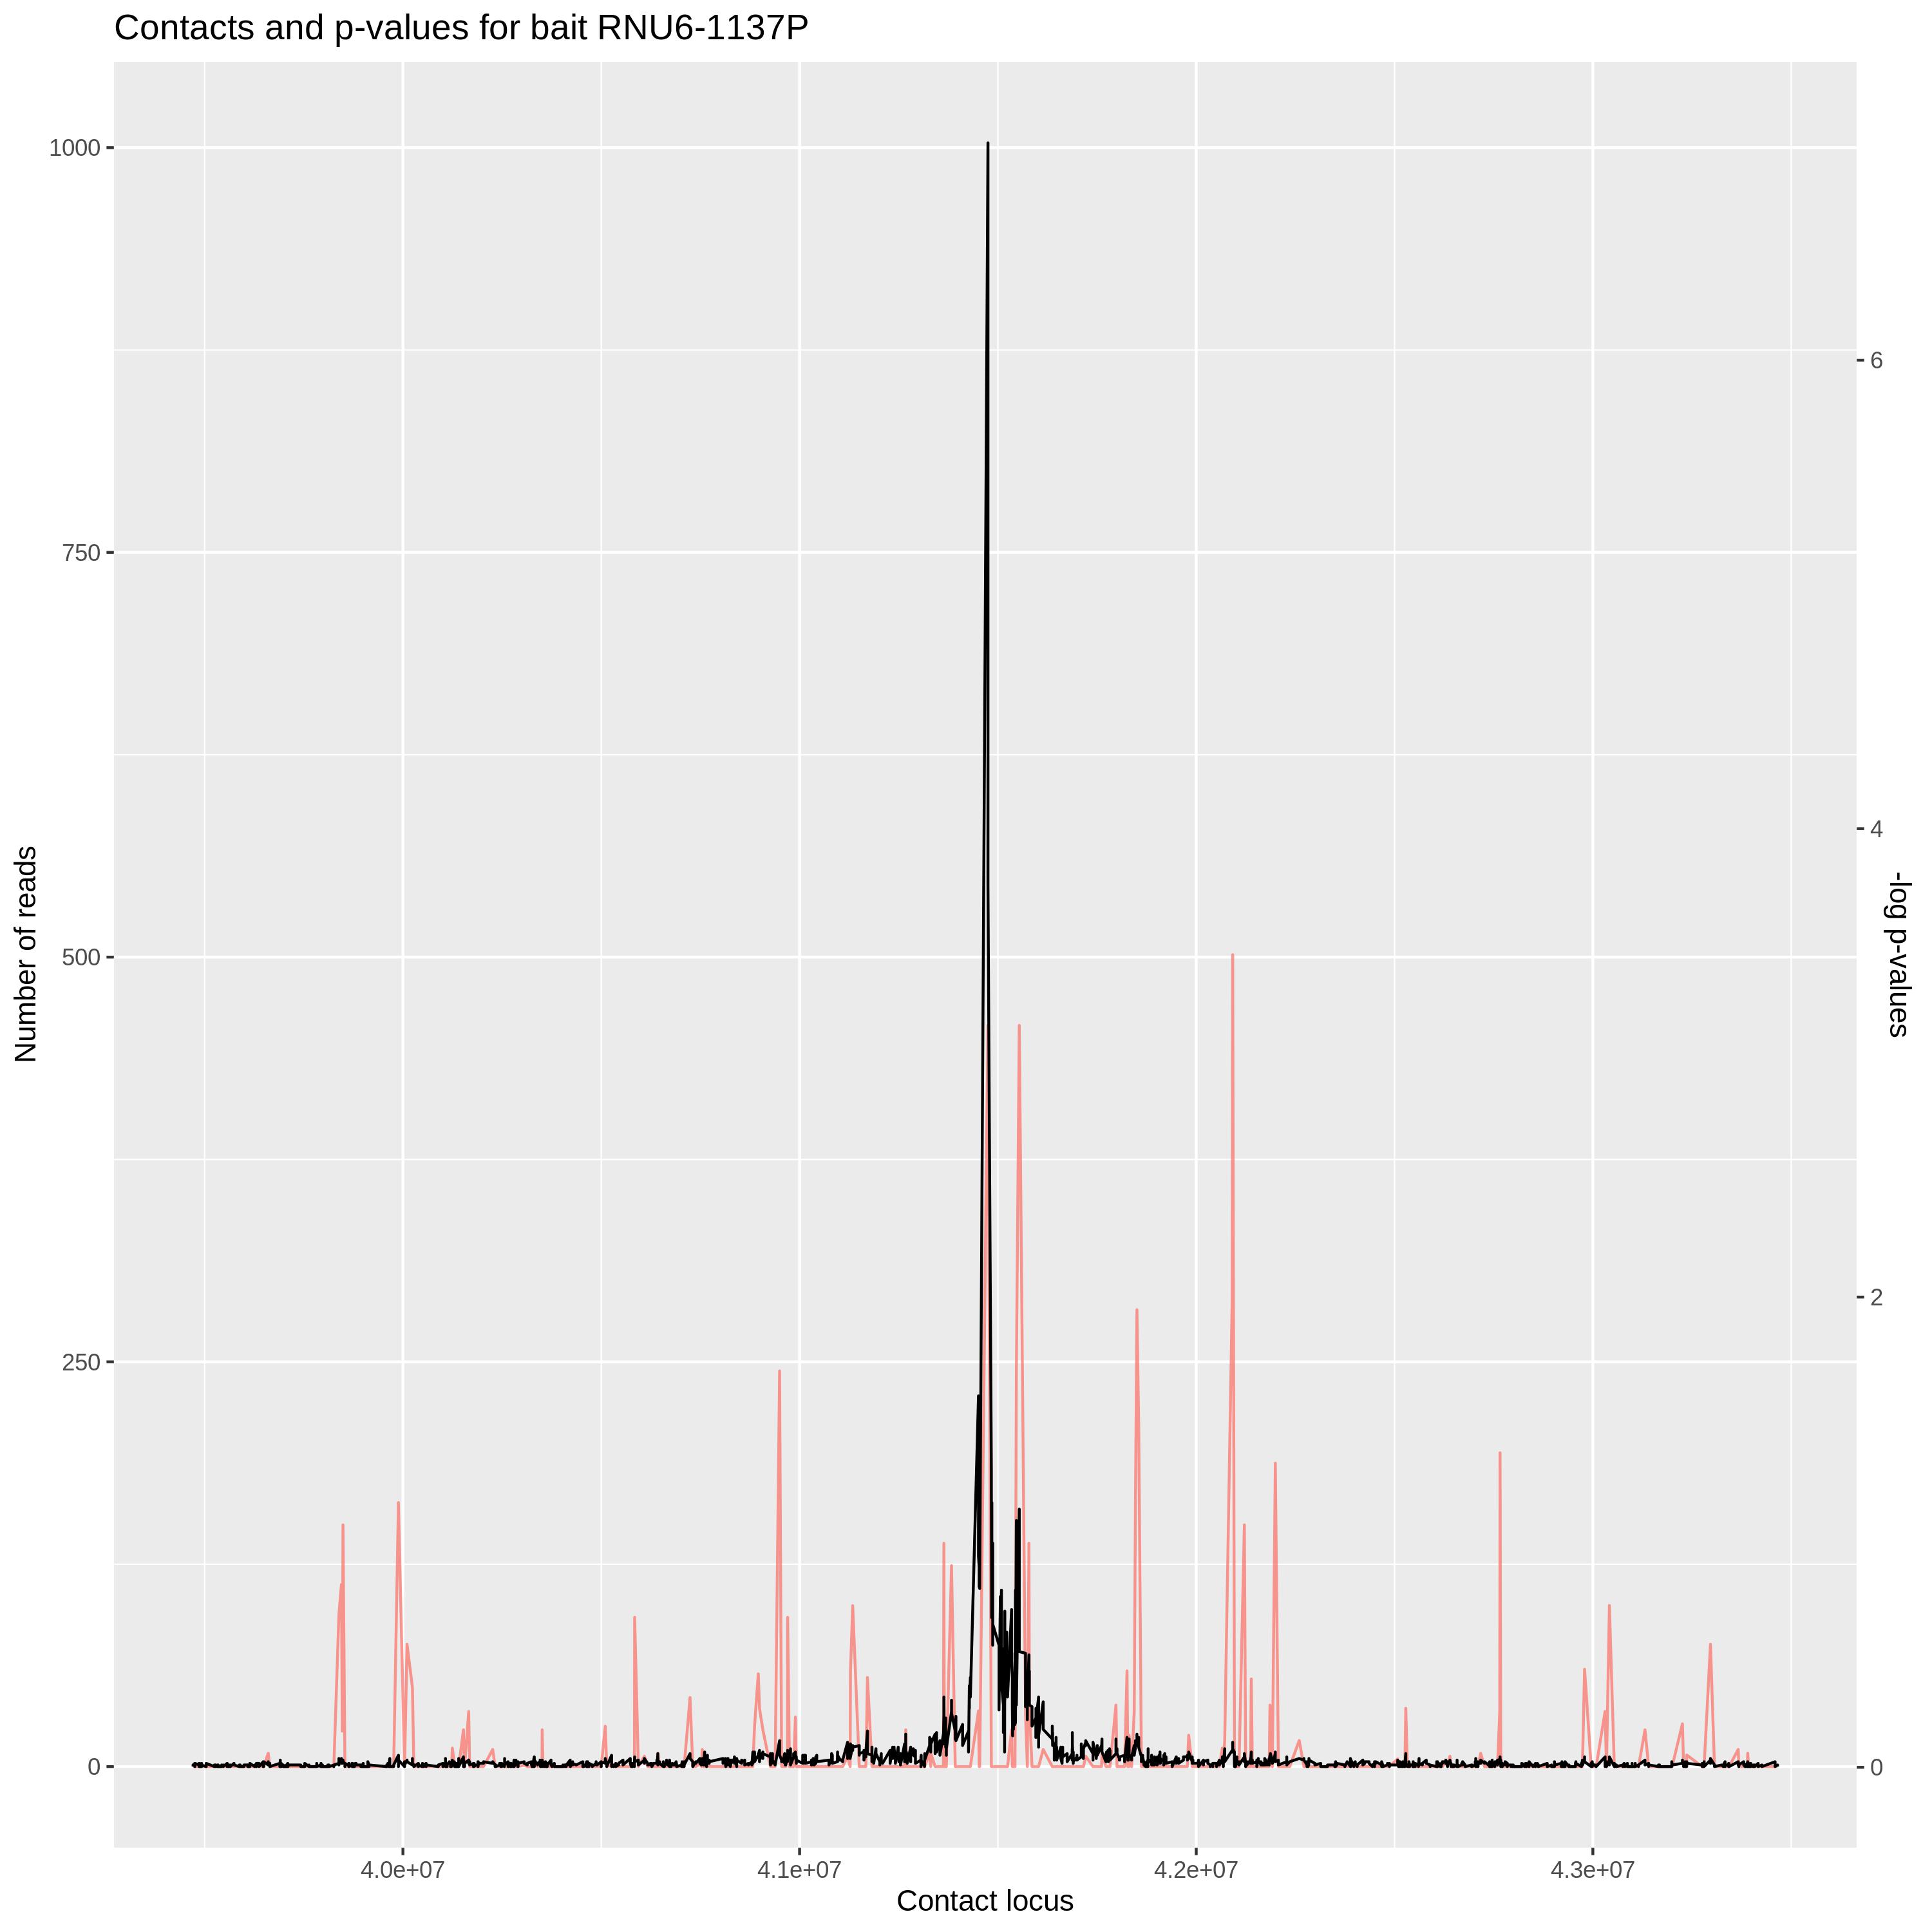 Contacts and p-values for bait RNU6-1137P
1000
750
500
250
0
Number of reads
6
4
2
0
-log p-values
4.0e+07 4.1e+07 4.2e+07 4.3e+07
Contact locus